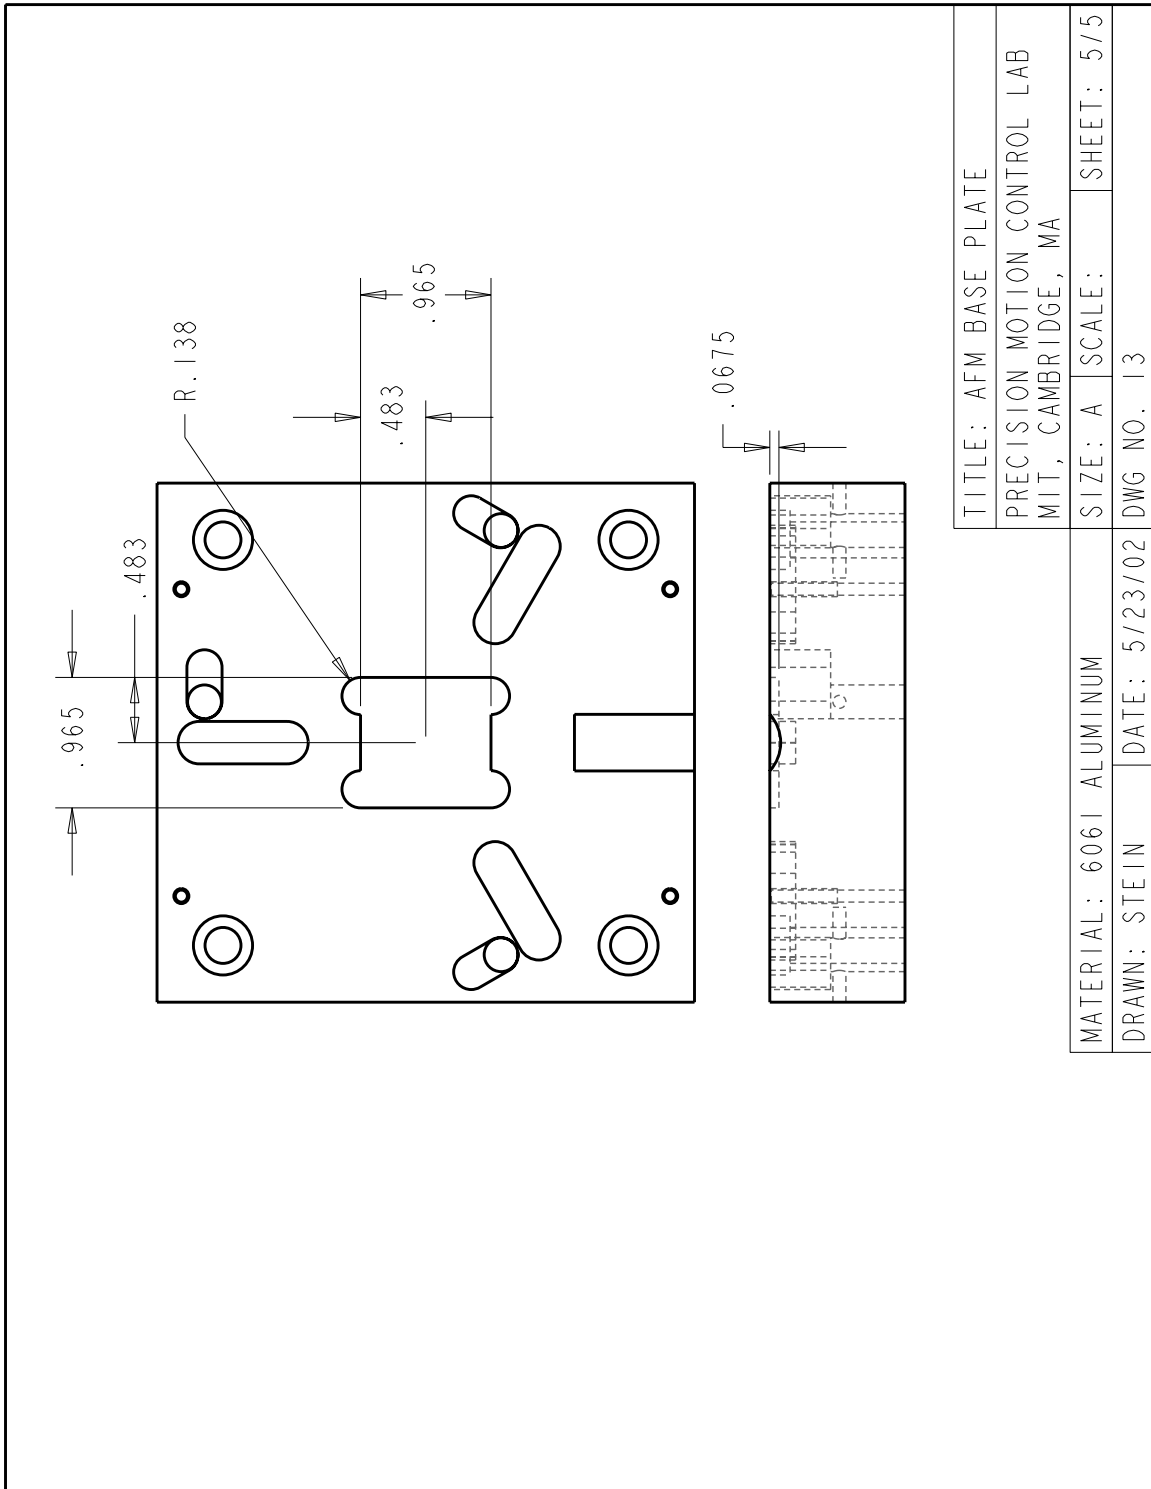 .965
.483
R.138
.483
.965
.0675
TITLE: AFM BASE PLATE
PRECISION MOTION CONTROL LAB
MIT, CAMBRIDGE, MA
SIZE: A SCALE: SHEET: 5/5
MATERIAL: 6061 ALUMINUM
DRAWN: STEIN DATE: 5/23/02 DWG NO. 13